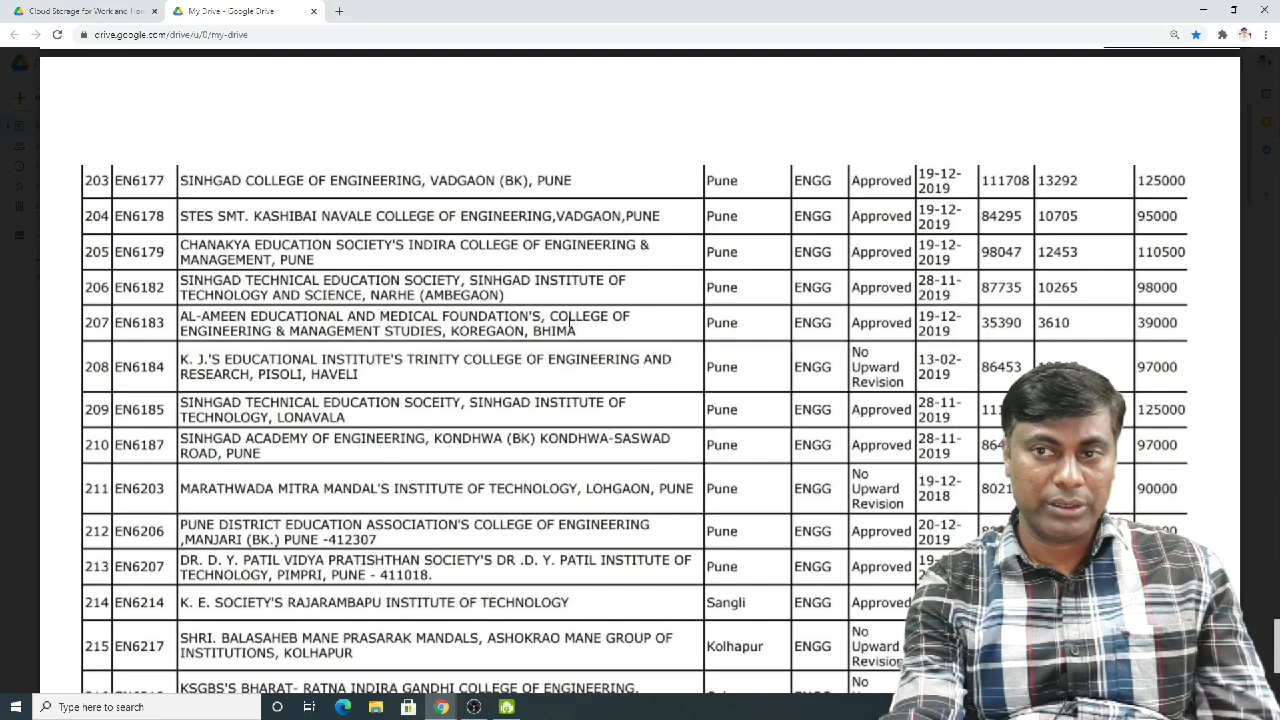 My Drive - Google Drive
drive.google.com/drive/u/0/my-drive
203 EN6177 SINHGAD COLLEGE OF ENGINEERING, VADGAON (BK), PUNE Pune ENGG Approved 19-12-2019 111708 13292 125000
204 EN6178 STES SMT. KASHIBAI NAVALE COLLEGE OF ENGINEERING,VADGAON,PUNE Pune ENGG Approved 19-12-2019 84295 10705 95000
205 EN6179 CHANAKYA EDUCATION SOCIETY'S INDIRA COLLEGE OF ENGINEERING &
MANAGEMENT, PUNE Pune ENGG Approved 19-12-2019 98047 12453 110500
206 EN6182 SINHGAD TECHNICAL EDUCATION SOCIETY, SINHGAD INSTITUTE OF
TECHNOLOGY AND SCIENCE, NARHE (AMBEGAON) Pune ENGG Approved 28-11-2019 87735 10265 98000
207 EN6183 AL-AMEEN EDUCATIONAL AND MEDICAL FOUNDATION'S, COLLEGE OF
ENGINEERING & MANAGEMENT STUDIES, KOREGAON, BHIMA Pune ENGG Approved 19-12-2019 35390 3610 39000
208 EN6184 K. J.'S EDUCATIONAL INSTITUTE'S TRINITY COLLEGE OF ENGINEERING AND
RESEARCH, PISOLI, HAVELI Pune ENGG No Upward Revision 13-02-2019 86453 97000
209 EN6185 SINHGAD TECHNICAL EDUCATION SOCEITY, SINHGAD INSTITUTE OF
TECHNOLOGY, LONAVALA Pune ENGG Approved 28-11-2019 125000
210 EN6187 SINHGAD ACADEMY OF ENGINEERING, KONDHWA (BK) KONDHWA-SASWAD
ROAD, PUNE Pune ENGG Approved 28-11-2019 97000
211 EN6203 MARATHWADA MITRA MANDAL'S INSTITUTE OF TECHNOLOGY, LOHGAON, PUNE Pune ENGG No Upward Revision 19-12-2018 90000
212 EN6206 PUNE DISTRICT EDUCATION ASSOCIATION'S COLLEGE OF ENGINEERING
,MANJARI (BK.) PUNE -412307 Pune ENGG Approved 20-12-2019
213 EN6207 DR. D. Y. PATIL VIDYA PRATISHTHAN SOCIETY'S DR .D. Y. PATIL INSTITUTE OF
TECHNOLOGY, PIMPRI, PUNE - 411018. Pune ENGG Approved
214 EN6214 K. E. SOCIETY'S RAJARAMBAPU INSTITUTE OF TECHNOLOGY Sangli ENGG Approved
215 EN6217 SHRI. BALASAHEB MANE PRASARAK MANDALS, ASHOKRAO MANE GROUP OF
INSTITUTIONS, KOLHAPUR Kolhapur ENGG No Upward Revision
KSGBS'S BHARAT- RATNA INDIRA GANDHI COLLEGE OF ENGINEERING, No
Type here to search